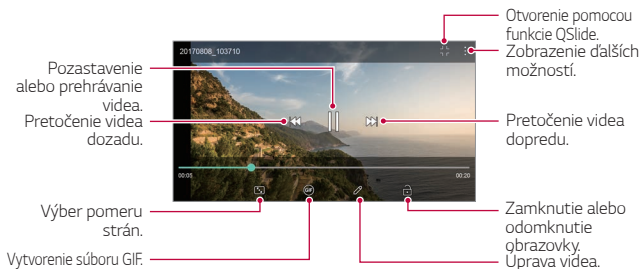 Otvorenie pomocou
funkcie QSlide.
Zobrazenie ďalších
možností.
20170808_103710
Pozastavenie
alebo prehrávanie
videa.
Pretočenie videa
dozadu.
Pretočenie videa
dopredu.
00:05
00:20
GIF
Výber pomeru
strán.
Vytvorenie súboru GIF.
Zamknutie alebo
odomknutie
obrazovky.
Úprava videa.